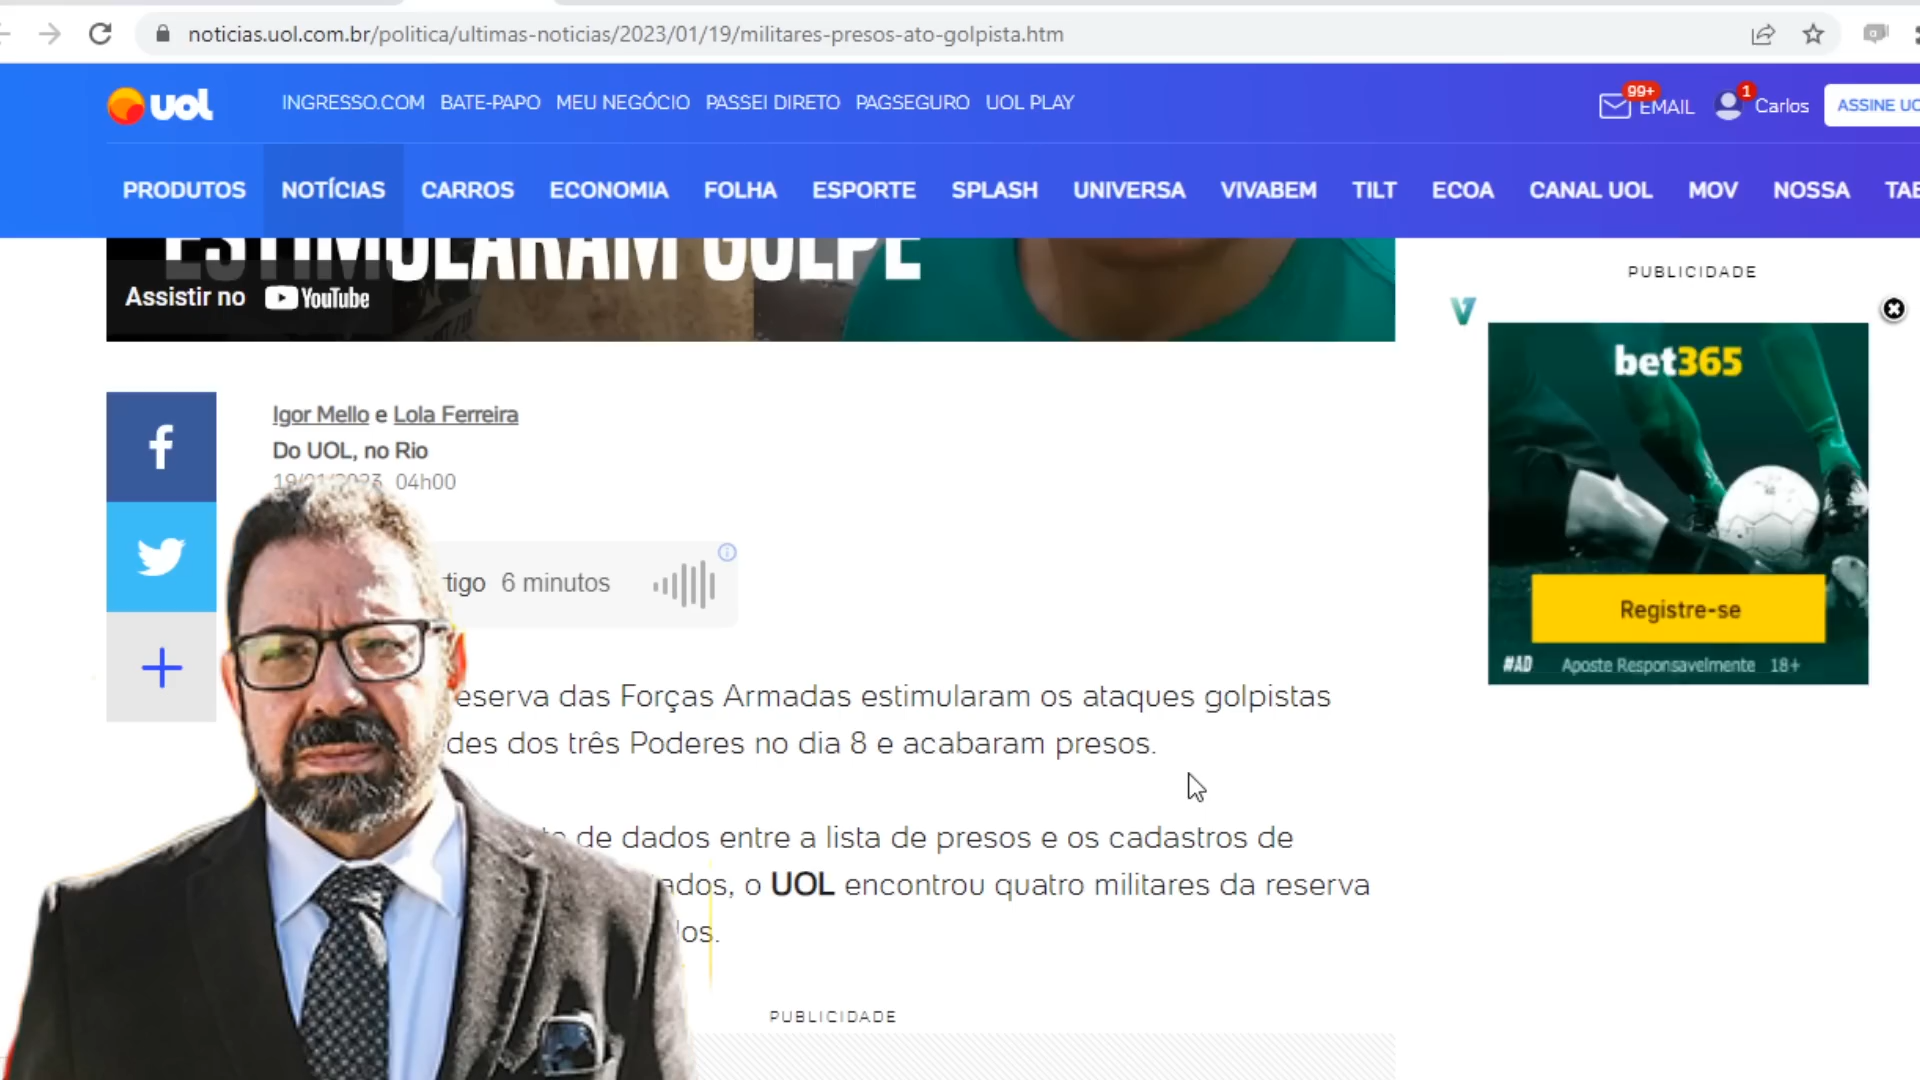 noticias.uol.com.br/politica/ultimas-noticias/2023/01/19/militares-presos-ato-golpista.htm
uol INGRESSO.COM BATE-PAPO MEU NEGÓCIO PASSEI DIRETO PAGSEGURO UOL PLAY 99+ EMAIL 1 Carlos ASSINE
PRODUTOS NOTÍCIAS CARROS ECONOMIA FOLHA ESPORTE SPLASH UNIVERSA VIVABEM TILT ECOA CANAL UOL MOV NOSSA
ESTIMULARAM GOLPE
Assistir no YouTube
PUBLICIDADE
bet365
Registre-se
#AD Aposte Responsavelmente 18+
Igor Mello e Lola Ferreira
Do UOL, no Rio
19/01/2023 04h00
tigo 6 minutos
eserva das Forças Armadas estimularam os ataques golpistas
des dos três Poderes no dia 8 e acabaram presos.
de dados entre a lista de presos e os cadastros de
ados, o UOL encontrou quatro militares da reserva
os.
PUBLICIDADE